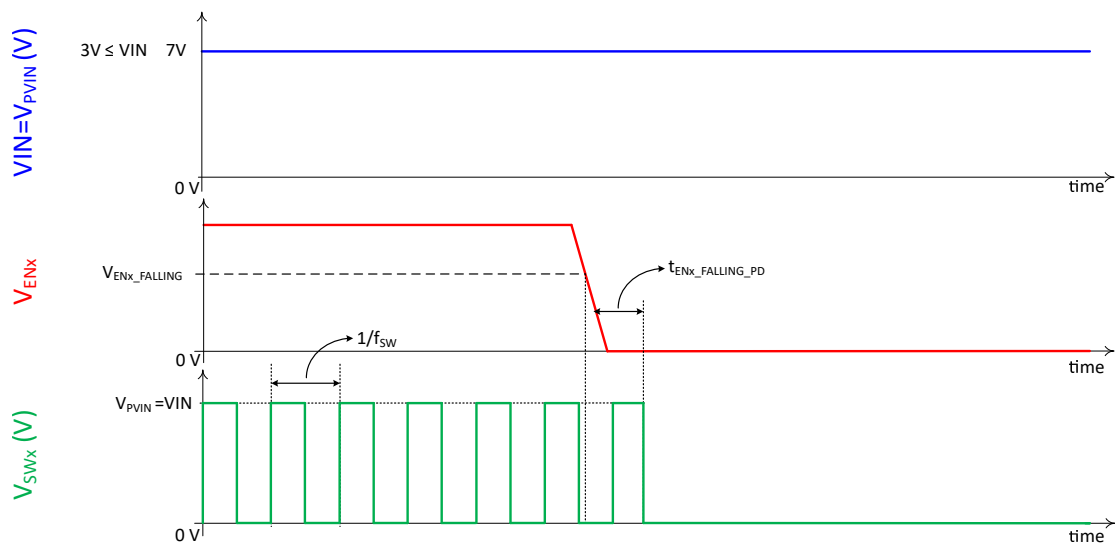 VIN=VPVIN (V)
3V ≤ VIN 7V
0 V
time
VENx
VENx_FALLING
tENx_FALLING_PD
1/fSW
0 V
time
VSWx (V)
VPVIN =VIN
0 V
time